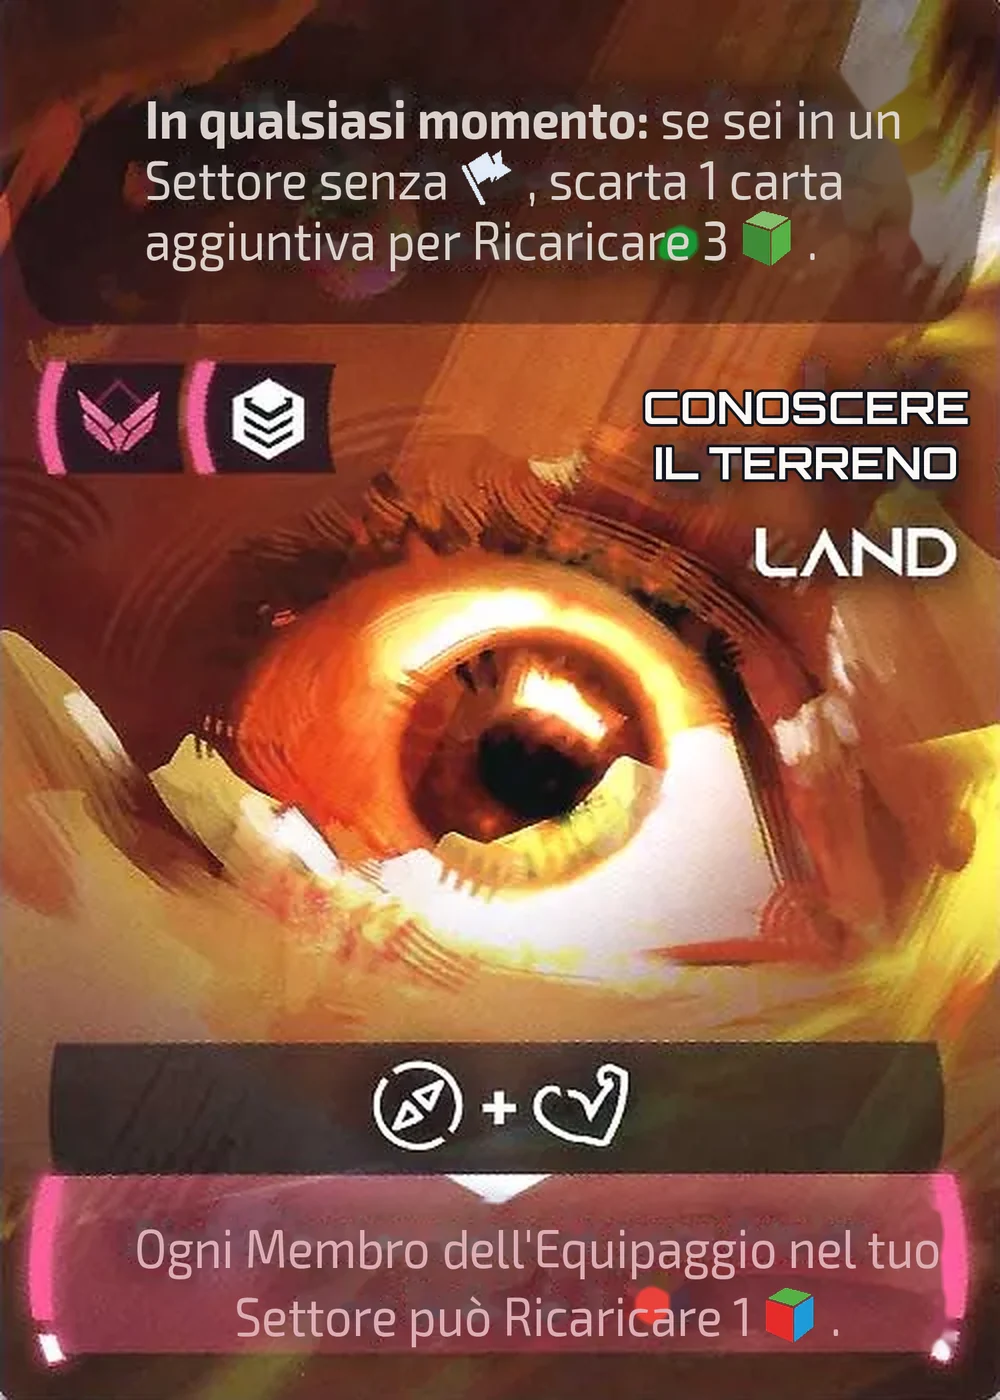 In qualsiasi momento: se sei in un
Settore senza , scarta 1 carta
aggiuntiva per Ricaricare 3 .
CONOSCERE
IL TERRENO
LAND
+
Ogni Membro dell'Equipaggio nel tuo
Settore può Ricaricare 1 .